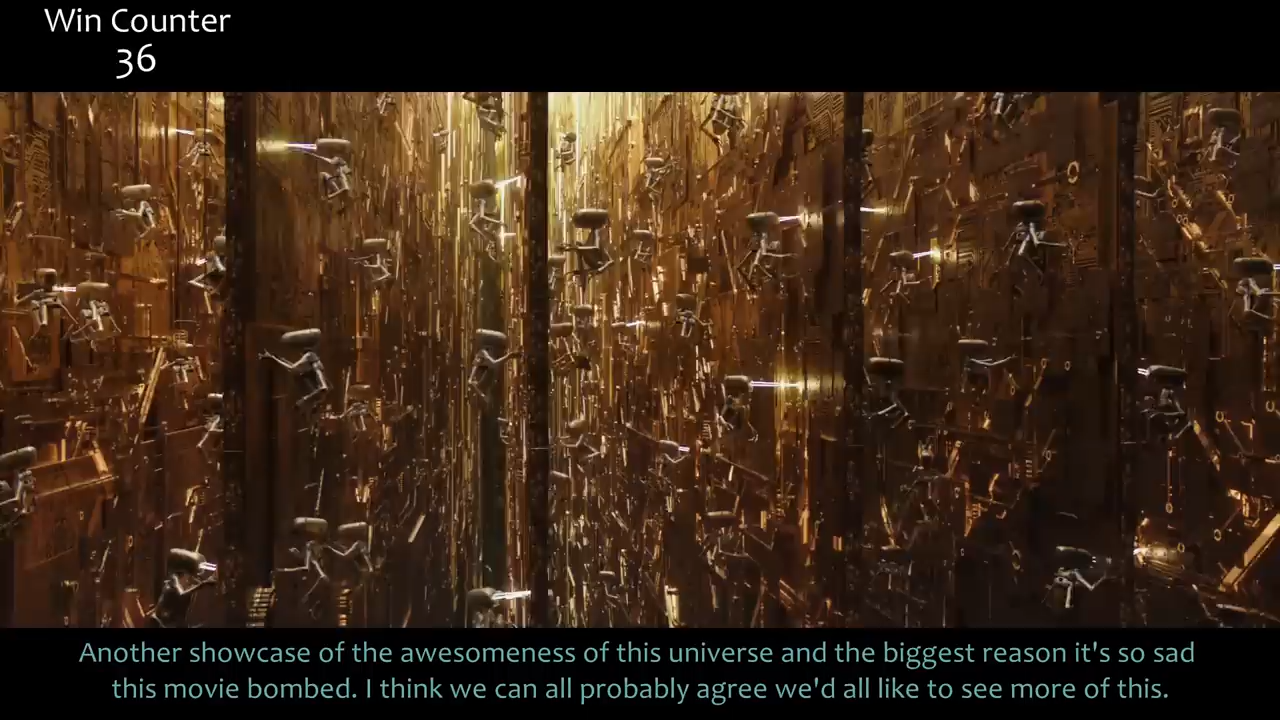 Win Counter
36
Another showcase of the awesomeness of this universe and the biggest reason it's so sad
this movie bombed. I think we can all probably agree we'd all like to see more of this.